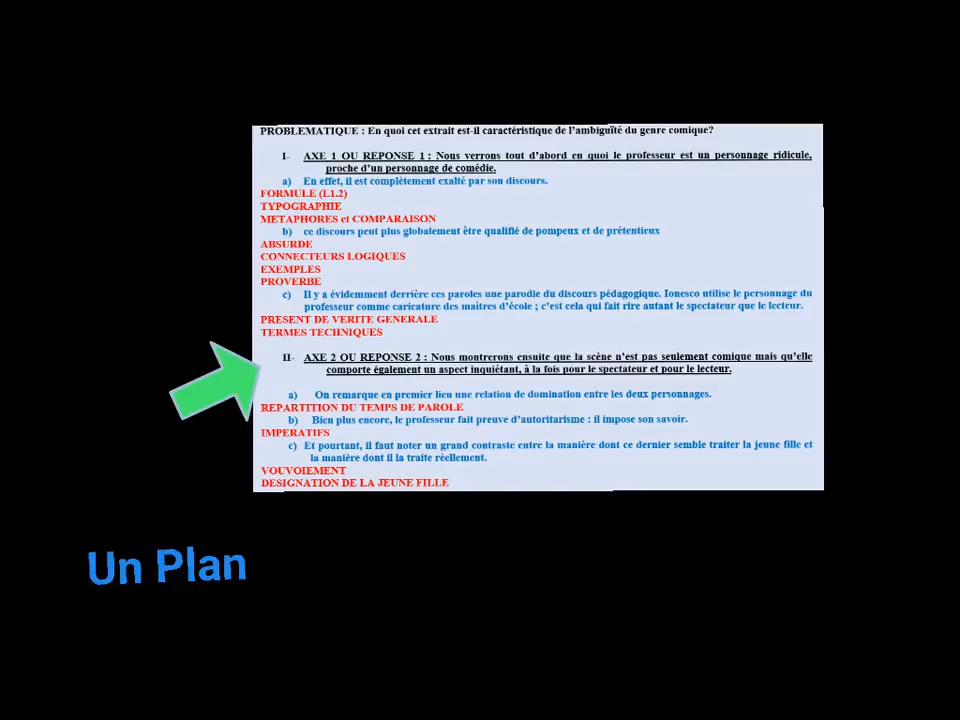 PROBLEMATIQUE : En quoi cet extrait est-il caractéristique de l'ambiguïté du genre comique?
I- AXE 1 OU REPONSE 1 : Nous verrons tout d'abord en quoi le professeur est un personnage ridicule,
proche d'un personnage de comédie.
a) En effet, il est complètement exalté par son discours.
FORMULE (L1.2)
TYPOGRAPHIE
METAPHORES et COMPARAISON
b) ce discours peut plus globalement être qualifié de pompeux et de prétentieux
ABSURDE
CONNECTEURS LOGIQUES
EXEMPLES
PROVERBE
c) Il y a évidemment derrière ces paroles une parodie du discours pédagogique. Ionesco utilise le personnage du
professeur comme caricature des maîtres d'école ; c'est cela qui fait rire autant le spectateur que le lecteur.
PRESENT DE VERITE GENERALE
TERMES TECHNIQUES
II- AXE 2 OU REPONSE 2 : Nous montrerons ensuite que la scène n'est pas seulement comique mais qu'elle
comporte également un aspect inquiétant, à la fois pour le spectateur et pour le lecteur.
a) On remarque en premier lieu une relation de domination entre les deux personnages.
REPARTITION DU TEMPS DE PAROLE
b) Bien plus encore, le professeur fait preuve d'autoritarisme : il impose son savoir.
IMPERATIFS
c) Et pourtant, il faut noter un grand contraste entre la manière dont ce dernier semble traiter la jeune fille et
la manière dont il la traite réellement.
VOUVOIEMENT
DESIGNATION DE LA JEUNE FILLE
Un Plan